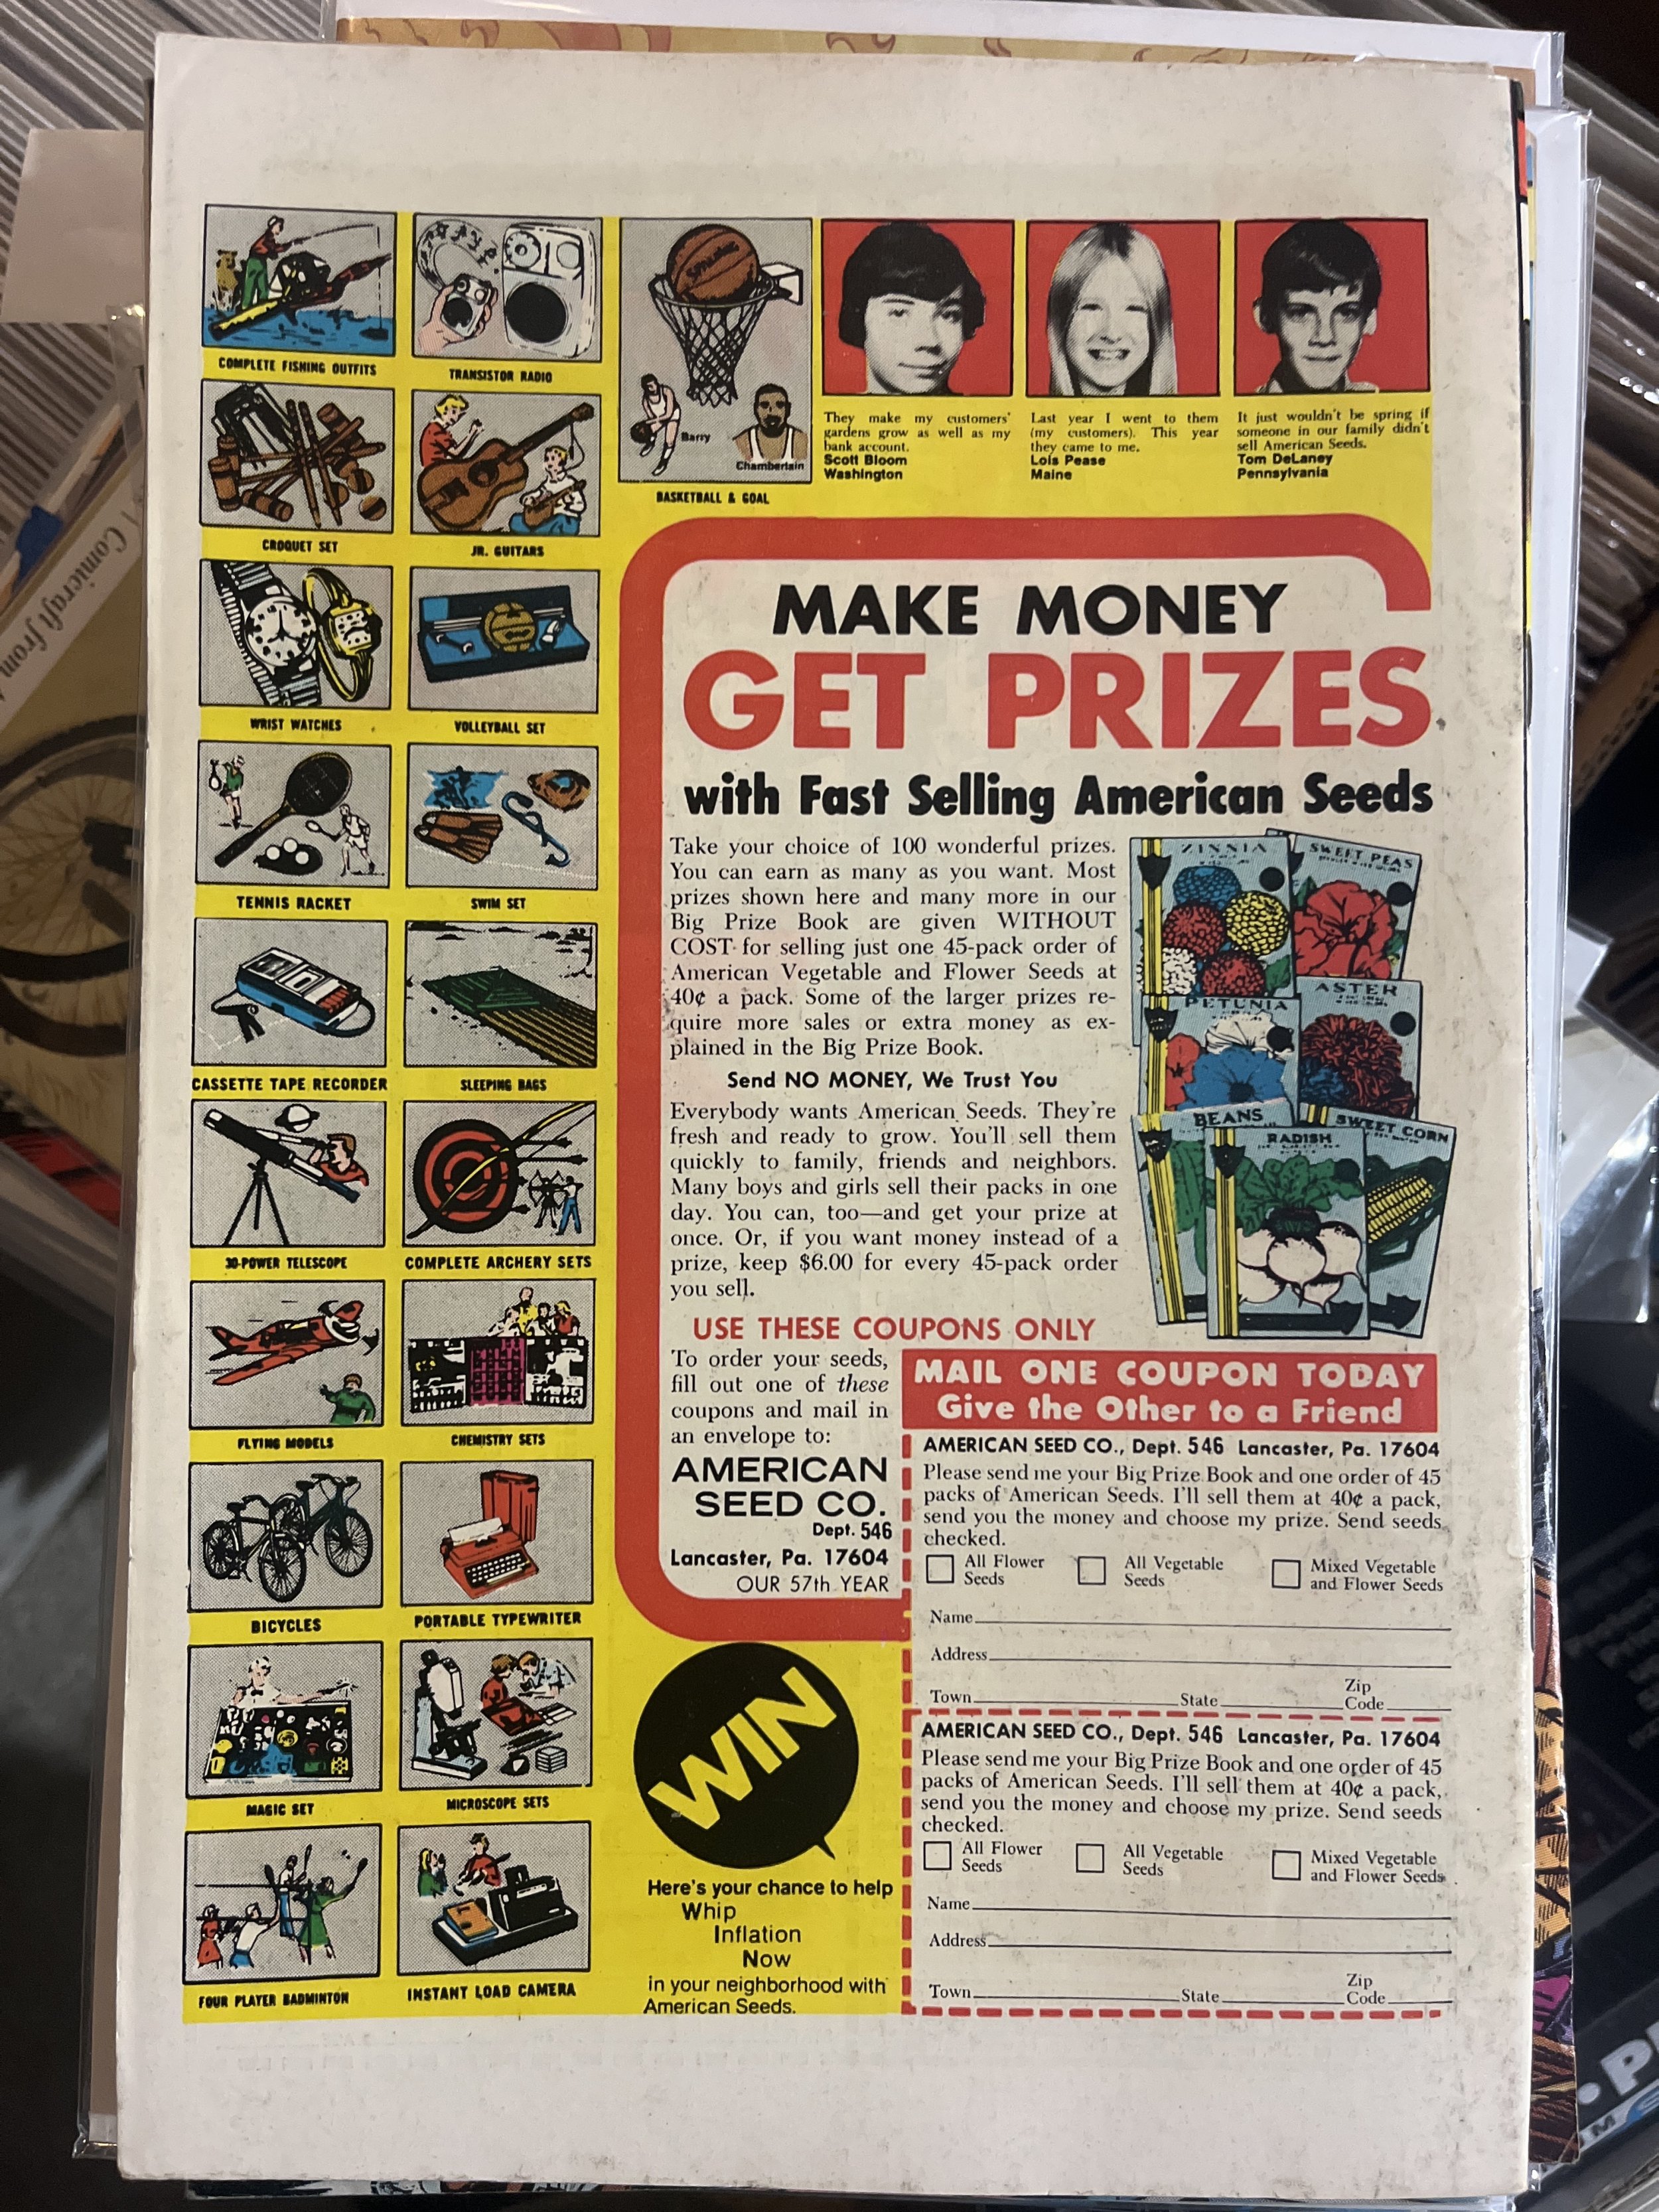 COMPLETE FISHING OUTFITS
TRANSISTOR RADIO
CROQUET SET
JR. GUITARS
WRIST WATCHES
VOLLEYBALL SET
TENNIS RACKET
SWIM SET
CASSETTE TAPE RECORDER
SLEEPING BAGS
30-POWER TELESCOPE
COMPLETE ARCHERY SETS
FLYING MODELS
CHEMISTRY SETS
BICYCLES
PORTABLE TYPEWRITER
MAGIC SET
MICROSCOPE SETS
FOUR PLAYER BADMINTON
INSTANT LOAD CAMERA
Barry
Chamberlain
BASKETBALL & GOAL
They make my customers'
gardens grow as well as my
bank account.
Scott Bloom
Washington
Last year I went to them
(my customers). This year
they came to me.
Lois Pease
Maine
It just wouldn't be spring if
someone in our family didn't
sell American Seeds.
Tom DeLaney
Pennsylvania
MAKE MONEY
GET PRIZES
with Fast Selling American Seeds
Take your choice of 100 wonderful prizes.
You can earn as many as you want. Most
prizes shown here and many more in our
Big Prize Book are given WITHOUT
COST for selling just one 45-pack order of
American Vegetable and Flower Seeds at
40¢ a pack. Some of the larger prizes re-
quire more sales or extra money as ex-
plained in the Big Prize Book.
Send NO MONEY, We Trust You
Everybody wants American Seeds. They're
fresh and ready to grow. You'll sell them
quickly to family, friends and neighbors.
Many boys and girls sell their packs in one
day. You can, too—and get your prize at
once. Or, if you want money instead of a
prize, keep $6.00 for every 45-pack order
you sell.
ZINNIA
SWEET PEAS
PETUNIA
ASTER
BEANS
RADISH
SWEET CORN
USE THESE COUPONS ONLY
To order your seeds,
fill out one of these
coupons and mail in
an envelope to:
AMERICAN
SEED CO.
Dept. 546
Lancaster, Pa. 17604
OUR 57th YEAR
MAIL ONE COUPON TODAY
Give the Other to a Friend
AMERICAN SEED CO., Dept. 546 Lancaster, Pa. 17604
Please send me your Big Prize Book and one order of 45
packs of American Seeds. I'll sell them at 40¢ a pack,
send you the money and choose my prize. Send seeds
checked.
All Flower
Seeds
All Vegetable
Seeds
Mixed Vegetable
and Flower Seeds
Name
Address
Town State Zip
Code
AMERICAN SEED CO., Dept. 546 Lancaster, Pa. 17604
Please send me your Big Prize Book and one order of 45
packs of American Seeds. I'll sell them at 40¢ a pack,
send you the money and choose my prize. Send seeds
checked.
All Flower
Seeds
All Vegetable
Seeds
Mixed Vegetable
and Flower Seeds
Name
Address
Town State Zip
Code
WIN
Here's your chance to help
Whip
Inflation
Now
in your neighborhood with
American Seeds.
Comicraft from